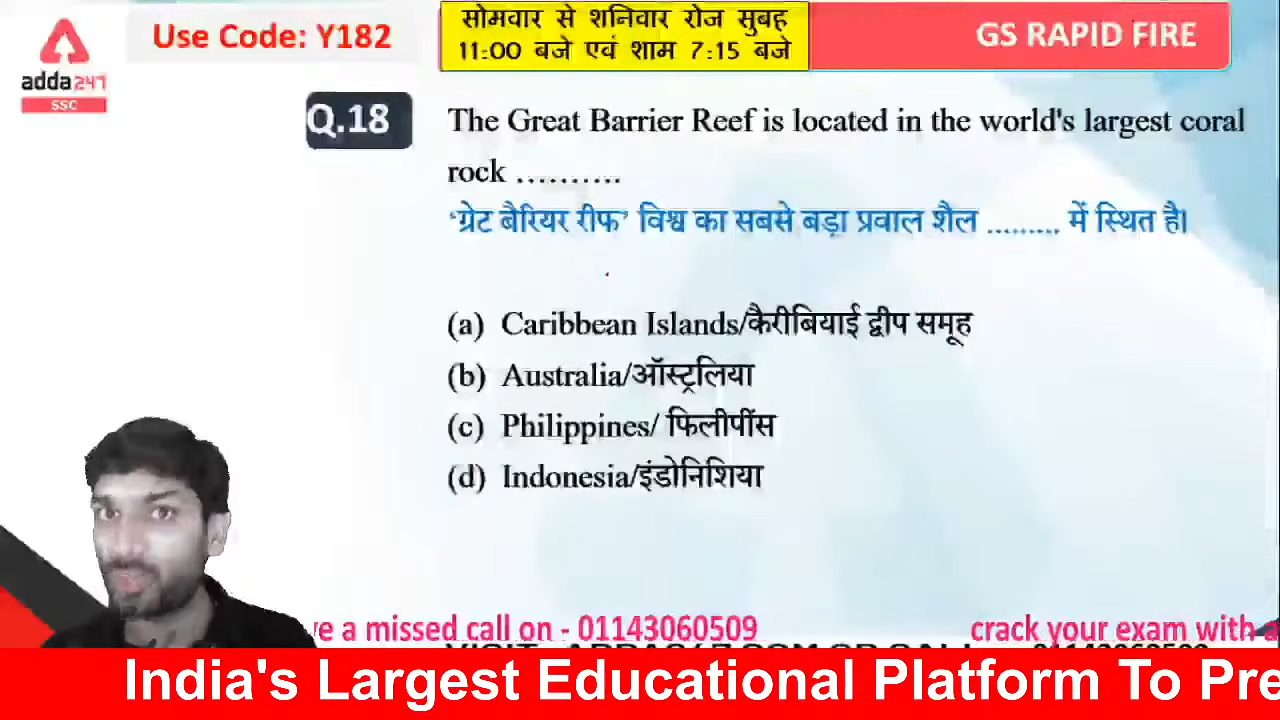 adda247
SSC
Use Code: Y182
सोमवार से शनिवार रोज सुबह
11:00 बजे एवं शाम 7:15 बजे
GS RAPID FIRE
Q.18
The Great Barrier Reef is located in the world's largest coral
rock ..........
‘ग्रेट बैरियर रीफ’ विश्व का सबसे बड़ा प्रवाल शैल ......... में स्थित है।
(a) Caribbean Islands/कैरीबियाई द्वीप समूह
(b) Australia/ऑस्ट्रलिया
(c) Philippines/ फिलीपींस
(d) Indonesia/इंडोनिशिया
e a missed call on - 01143060509
crack your exam with a
India's Largest Educational Platform To Pre